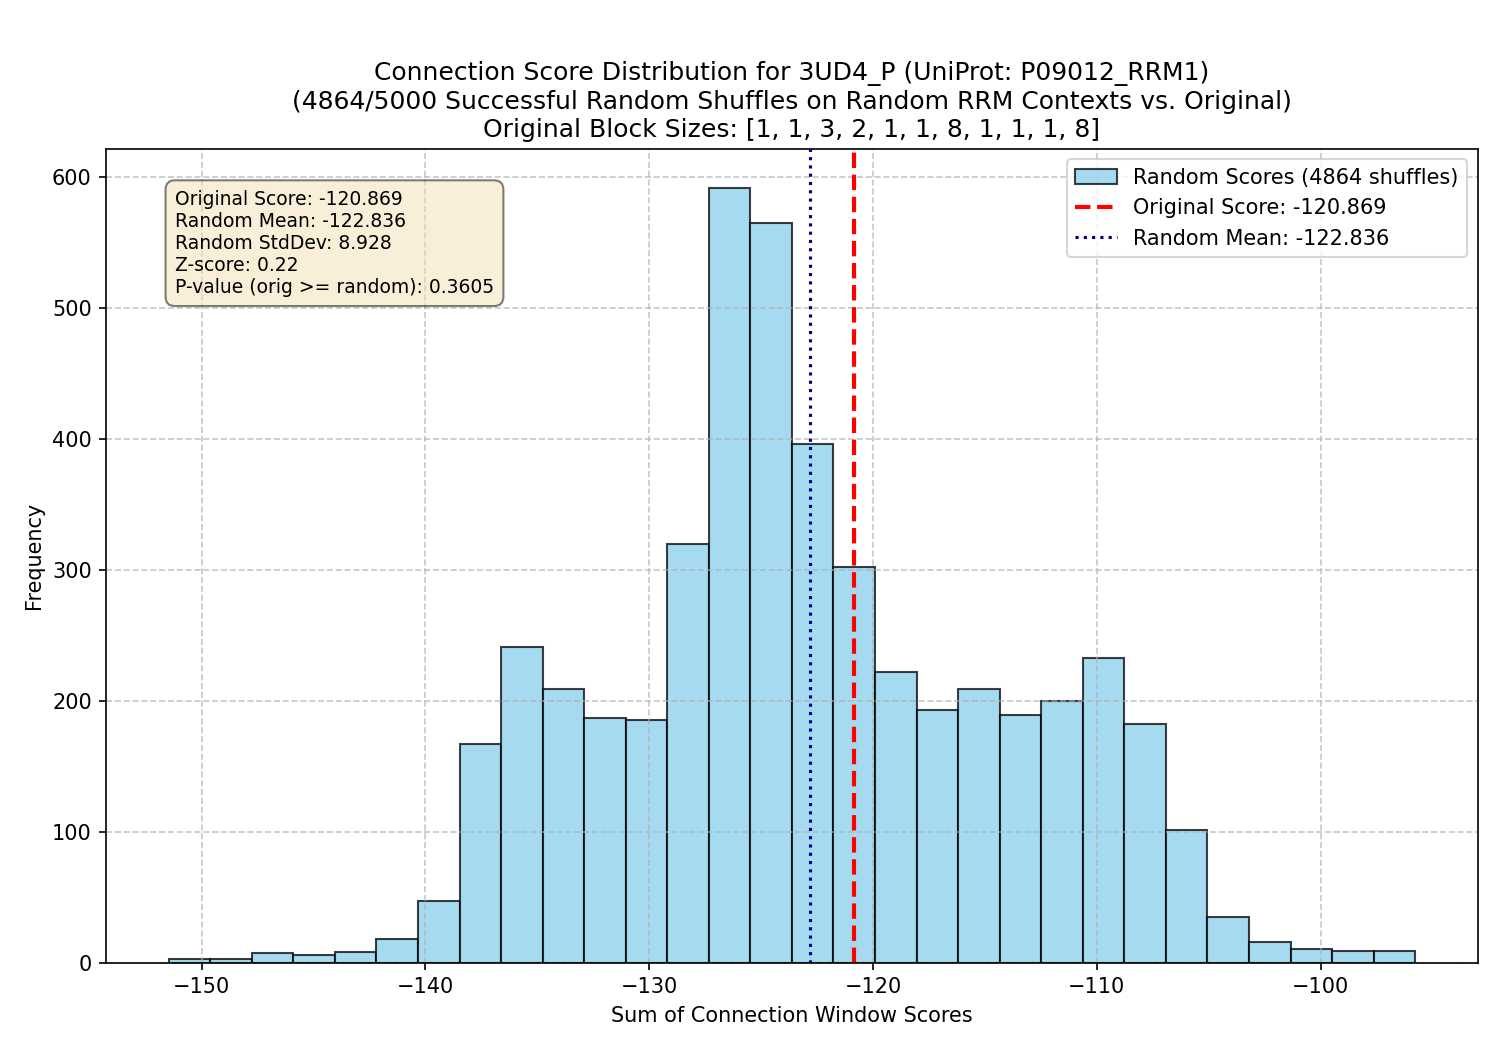 Connection Score Distribution for 3UD4_P (UniProt: P09012_RRM1)
(4864/5000 Successful Random Shuffles on Random RRM Contexts vs. Original)
Original Block Sizes: [1, 1, 3, 2, 1, 1, 8, 1, 1, 1, 8]
Original Score: -120.869
Random Mean: -122.836
Random StdDev: 8.928
Z-score: 0.22
P-value (orig >= random): 0.3605
Random Scores (4864 shuffles)
Original Score: -120.869
Random Mean: -122.836
Frequency
600
500
400
300
200
100
0
−150
−140
−130
−120
−110
−100
Sum of Connection Window Scores